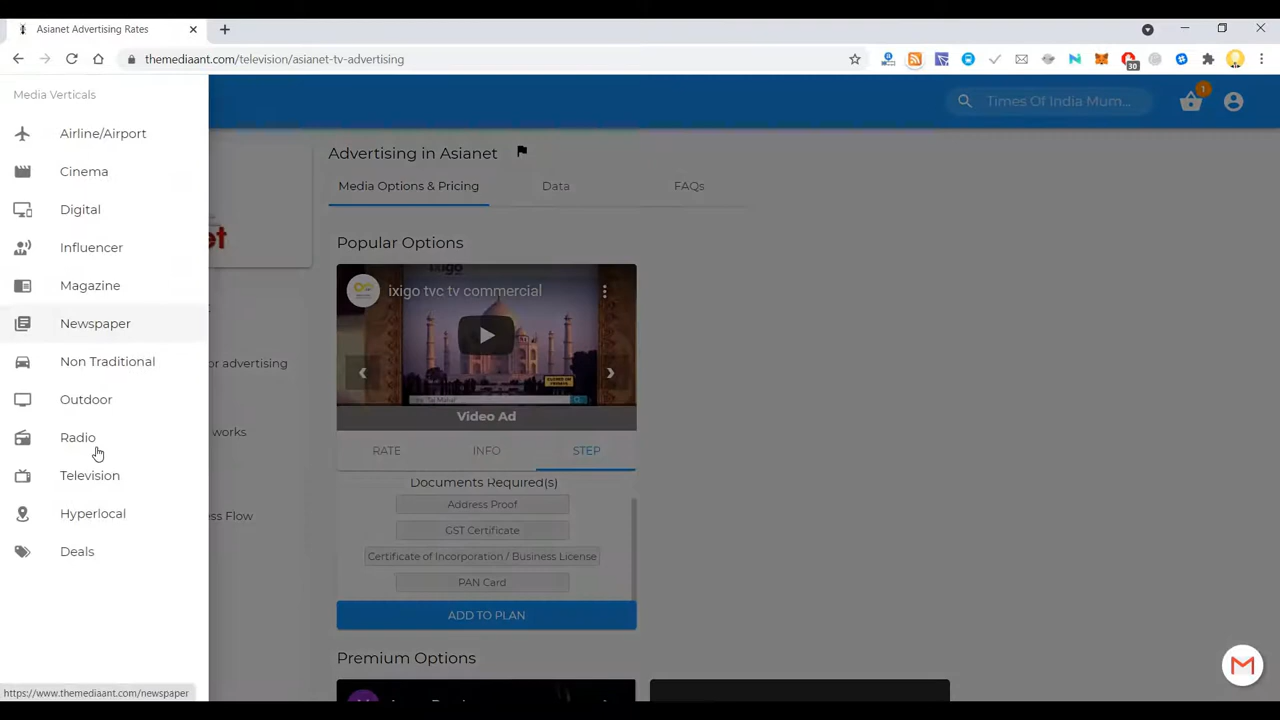 Asianet Advertising Rates
themediaant.com/television/asianet-tv-advertising
30
Media Verticals
Airline/Airport
Cinema
Digital
Influencer
Magazine
Newspaper
Non Traditional
Outdoor
Radio
Television
Hyperlocal
Deals
https://www.themediaant.com/newspaper
Times Of India Mum...
1
et
or advertising
works
ss Flow
Advertising in Asianet
Media Options & Pricing
Data
FAQs
Popular Options
ixigo
ixigo tvc tv commercial
Video Ad
RATE
INFO
STEP
Documents Required(s)
Address Proof
GST Certificate
Certificate of Incorporation / Business License
PAN Card
ADD TO PLAN
Premium Options